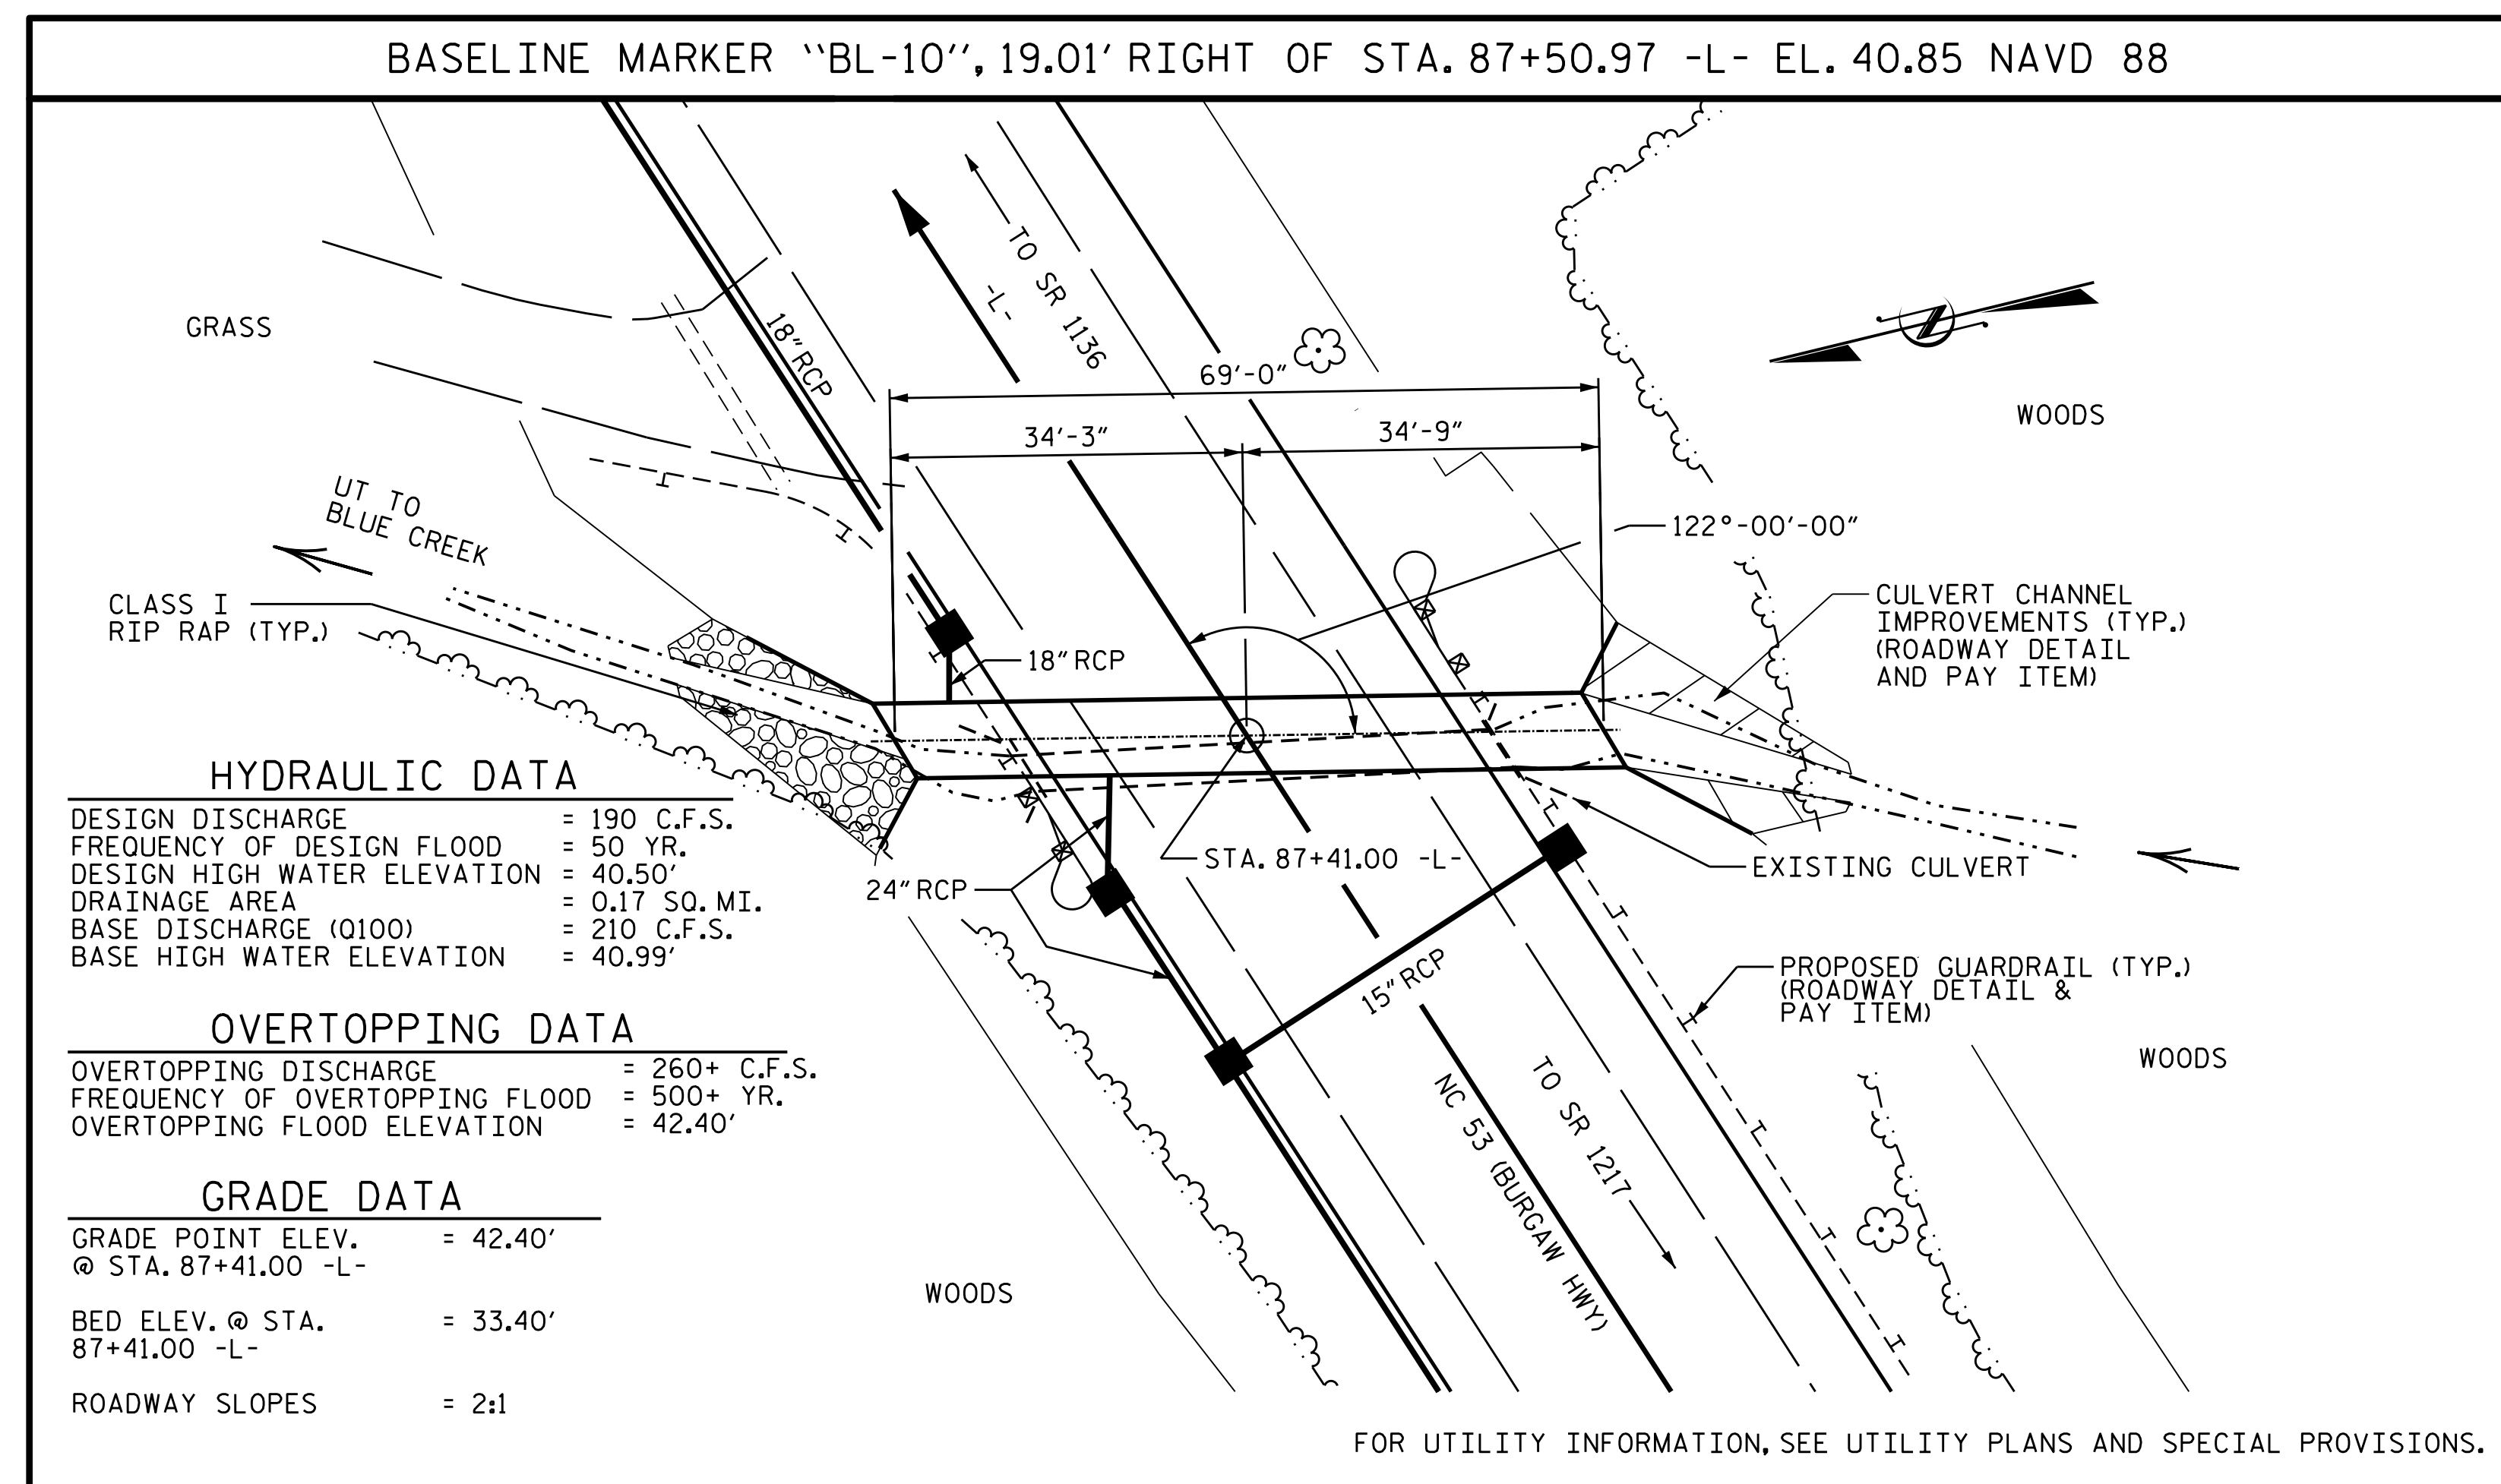 BASELINE MARKER ‘‘BL-10’’, 19.01' RIGHT OF STA. 87+50.97 -L- EL. 40.85 NAVD 88
TO SR 1136
-L-
18" RCP
GRASS
69'-0"
34'-3"
34'-9"
WOODS
N
122°-00'-00"
UT TO
BLUE CREEK
CLASS I
RIP RAP (TYP.)
CULVERT CHANNEL
IMPROVEMENTS (TYP.)
(ROADWAY DETAIL
AND PAY ITEM)
18" RCP
STA. 87+41.00 -L-
EXISTING CULVERT
24" RCP
15" RCP
PROPOSED GUARDRAIL (TYP.)
(ROADWAY DETAIL &
PAY ITEM)
WOODS
NC 53 (BURGAW HWY)
TO SR 1217
WOODS
HYDRAULIC DATA
DESIGN DISCHARGE = 190 C.F.S.
FREQUENCY OF DESIGN FLOOD = 50 YR.
DESIGN HIGH WATER ELEVATION = 40.50'
DRAINAGE AREA = 0.17 SQ. MI.
BASE DISCHARGE (Q100) = 210 C.F.S.
BASE HIGH WATER ELEVATION = 40.99'
OVERTOPPING DATA
OVERTOPPING DISCHARGE = 260+ C.F.S.
FREQUENCY OF OVERTOPPING FLOOD = 500+ YR.
OVERTOPPING FLOOD ELEVATION = 42.40'
GRADE DATA
GRADE POINT ELEV. = 42.40'
@ STA. 87+41.00 -L-
BED ELEV. @ STA. = 33.40'
87+41.00 -L-
ROADWAY SLOPES = 2:1
FOR UTILITY INFORMATION, SEE UTILITY PLANS AND SPECIAL PROVISIONS.